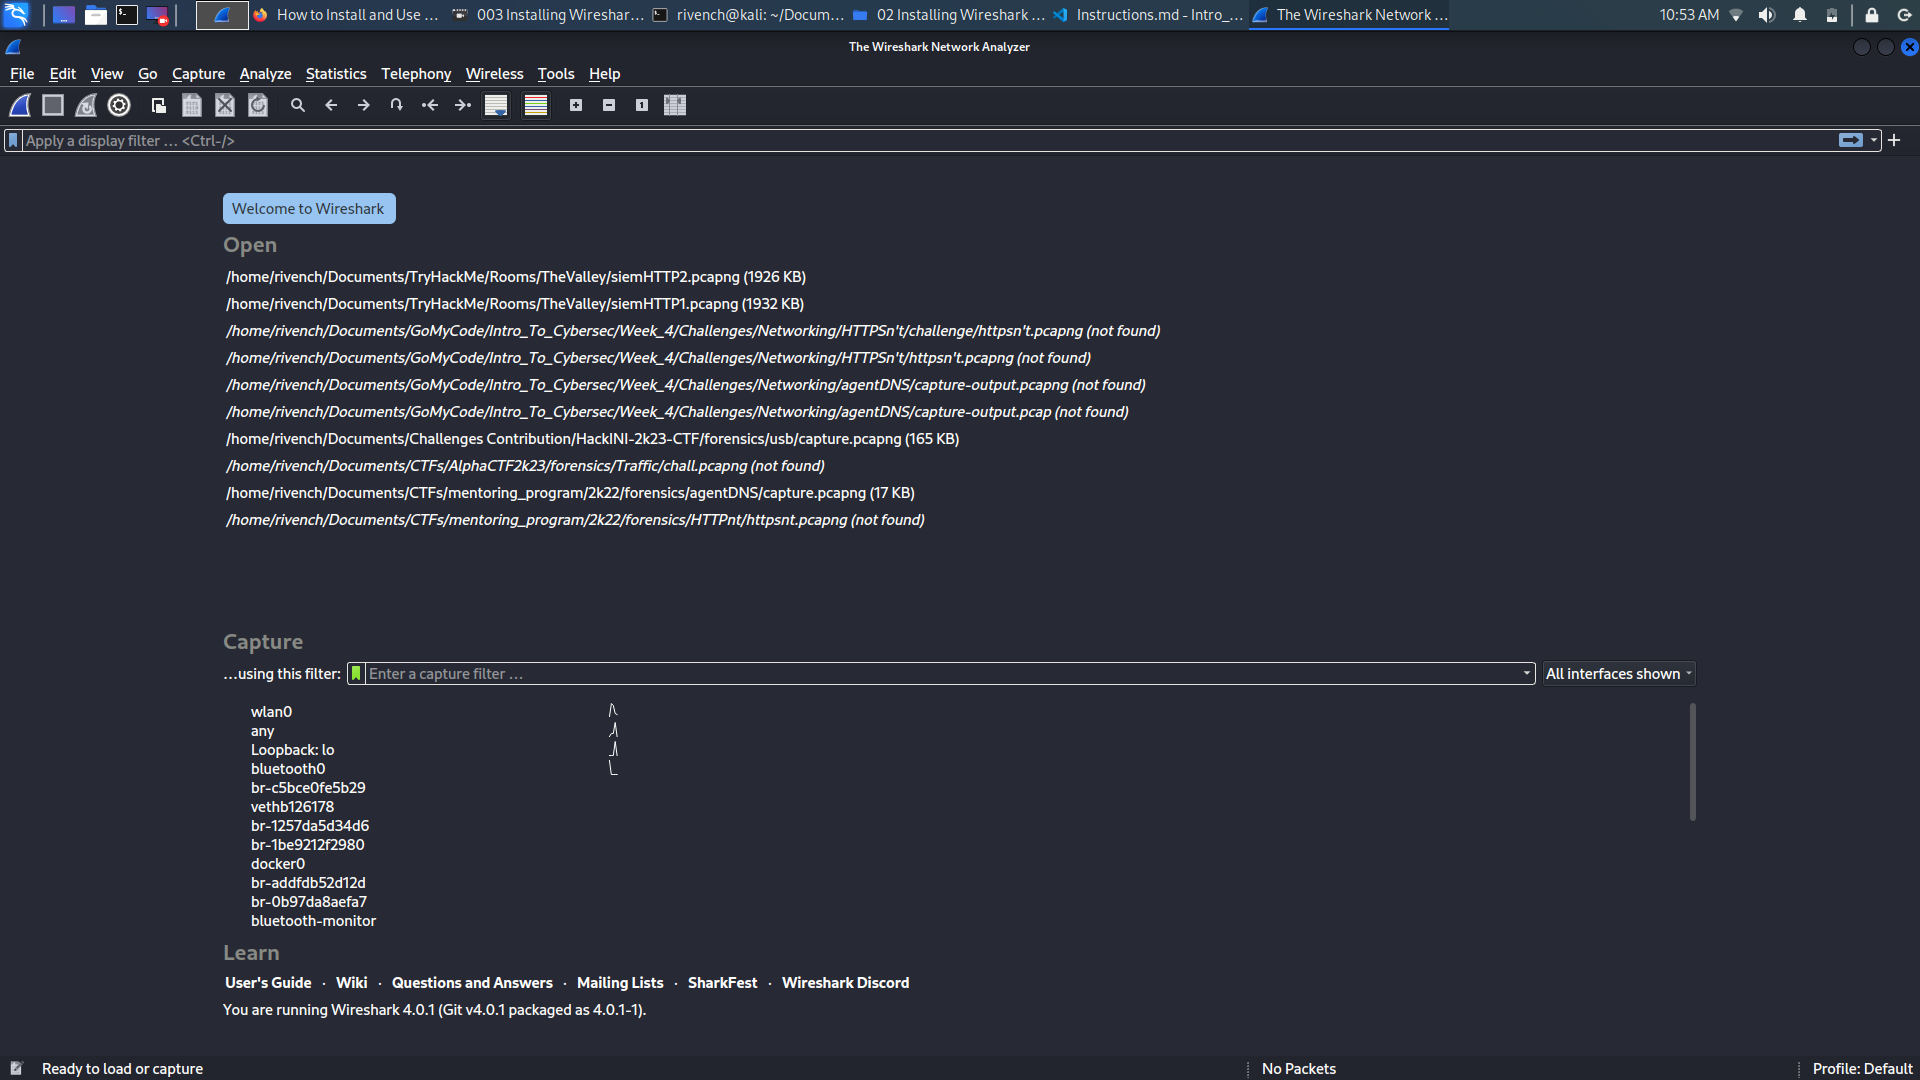 How to Install and Use ...
003 Installing Wireshar...
rivench@kali: ~/Docum...
02 Installing Wireshark ...
Instructions.md - Intro_...
The Wireshark Network ...
10:53 AM
The Wireshark Network Analyzer
File Edit View Go Capture Analyze Statistics Telephony Wireless Tools Help
Apply a display filter … <Ctrl-/>
Welcome to Wireshark
Open
/home/rivench/Documents/TryHackMe/Rooms/TheValley/siemHTTP2.pcapng (1926 KB)
/home/rivench/Documents/TryHackMe/Rooms/TheValley/siemHTTP1.pcapng (1932 KB)
/home/rivench/Documents/GoMyCode/Intro_To_Cybersec/Week_4/Challenges/Networking/HTTPSn't/challenge/httpsn't.pcapng (not found)
/home/rivench/Documents/GoMyCode/Intro_To_Cybersec/Week_4/Challenges/Networking/HTTPSn't/httpsn't.pcapng (not found)
/home/rivench/Documents/GoMyCode/Intro_To_Cybersec/Week_4/Challenges/Networking/agentDNS/capture-output.pcapng (not found)
/home/rivench/Documents/GoMyCode/Intro_To_Cybersec/Week_4/Challenges/Networking/agentDNS/capture-output.pcap (not found)
/home/rivench/Documents/Challenges Contribution/HackINI-2k23-CTF/forensics/usb/capture.pcapng (165 KB)
/home/rivench/Documents/CTFs/AlphaCTF2k23/forensics/Traffic/chall.pcapng (not found)
/home/rivench/Documents/CTFs/mentoring_program/2k22/forensics/agentDNS/capture.pcapng (17 KB)
/home/rivench/Documents/CTFs/mentoring_program/2k22/forensics/HTTPnt/httpsnt.pcapng (not found)
Capture
…using this filter: Enter a capture filter … All interfaces shown
wlan0
any
Loopback: lo
bluetooth0
br-c5bce0fe5b29
vethb126178
br-1257da5d34d6
br-1be9212f2980
docker0
br-addfdb52d12d
br-0b97da8aefa7
bluetooth-monitor
Learn
User's Guide · Wiki · Questions and Answers · Mailing Lists · SharkFest · Wireshark Discord
You are running Wireshark 4.0.1 (Git v4.0.1 packaged as 4.0.1-1).
Ready to load or capture
No Packets
Profile: Default